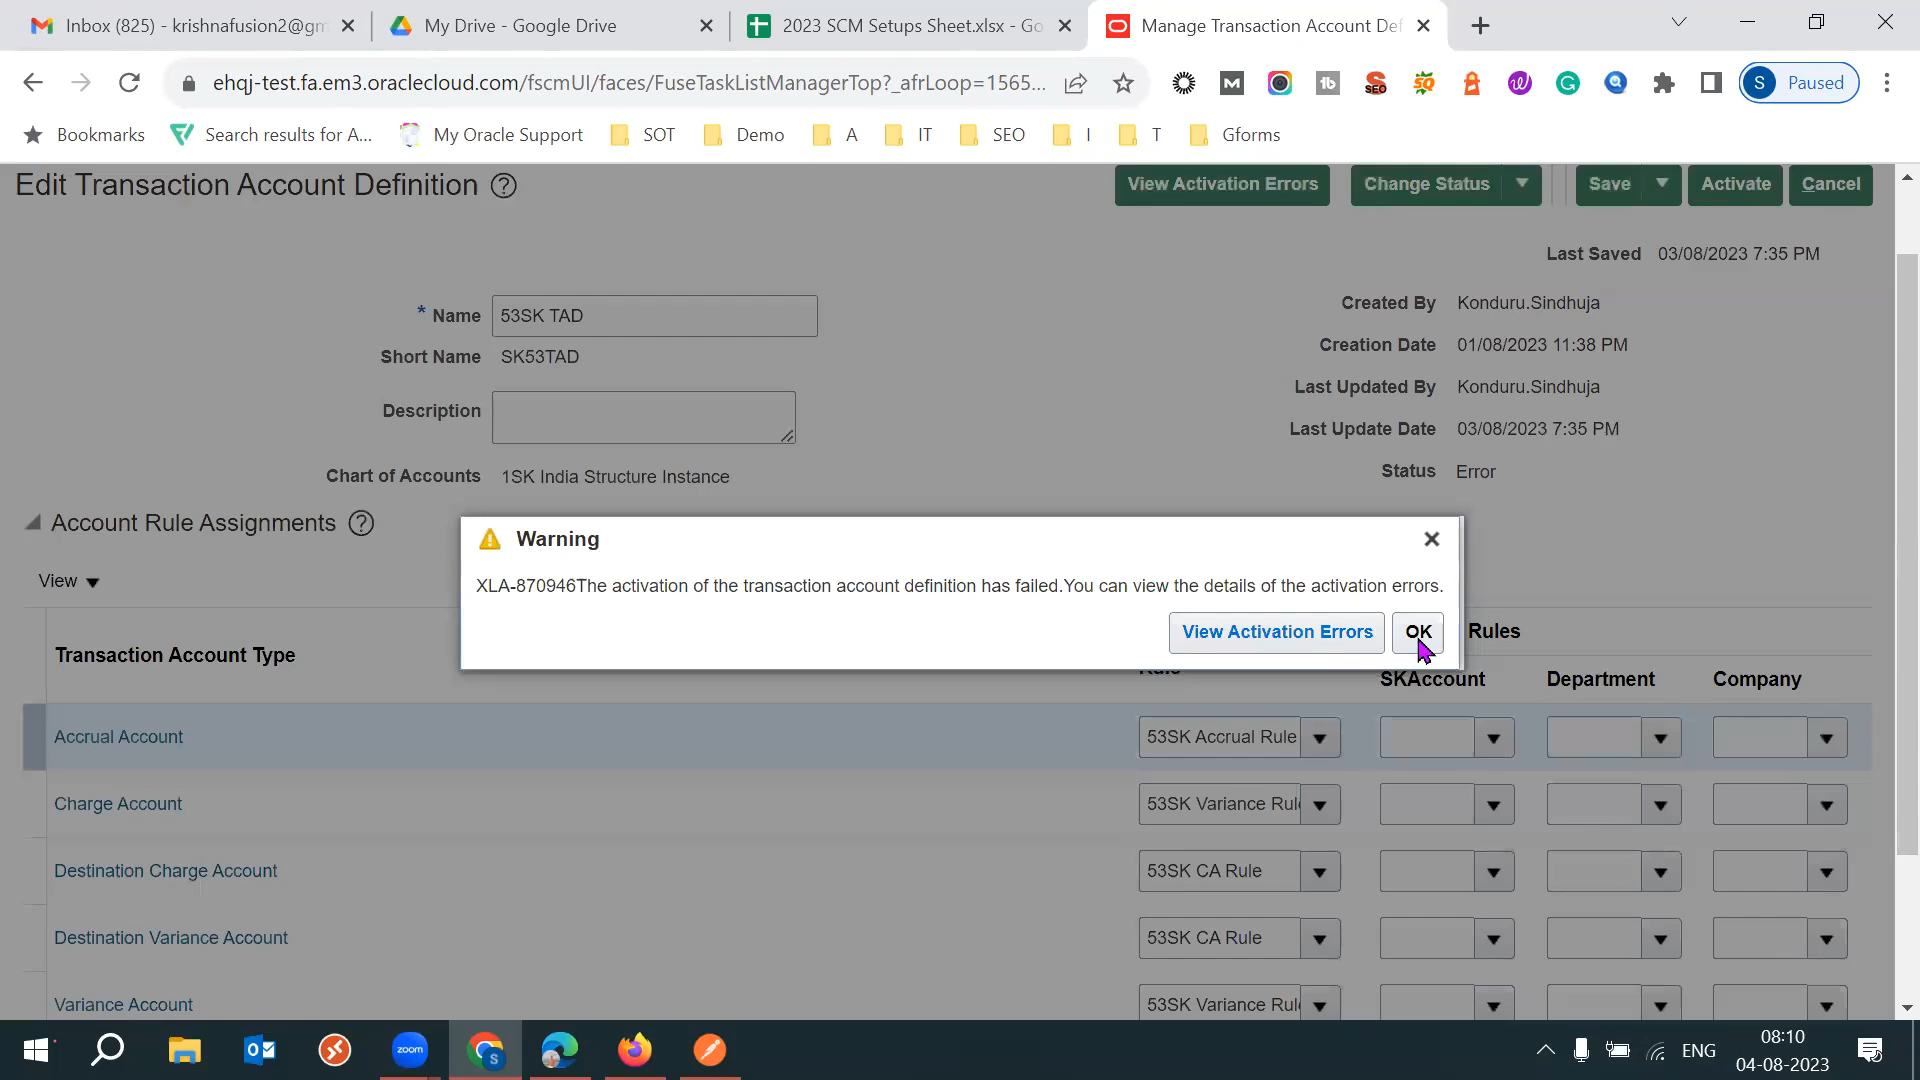 Inbox (825) - krishnafusion2@gm
My Drive - Google Drive
2023 SCM Setups Sheet.xlsx - Go
Manage Transaction Account Def
ehqj-test.fa.em3.oraclecloud.com/fscmUI/faces/FuseTaskListManagerTop?_afrLoop=1565...
S Paused
Bookmarks
Search results for A...
My Oracle Support
SOT
Demo
A
IT
SEO
I
T
Gforms
Edit Transaction Account Definition
View Activation Errors
Change Status
Save
Activate
Cancel
Last Saved 03/08/2023 7:35 PM
* Name 53SK TAD
Short Name SK53TAD
Description
Chart of Accounts 1SK India Structure Instance
Created By Konduru.Sindhuja
Creation Date 01/08/2023 11:38 PM
Last Updated By Konduru.Sindhuja
Last Update Date 03/08/2023 7:35 PM
Status Error
Account Rule Assignments
View
Warning
XLA-870946The activation of the transaction account definition has failed.You can view the details of the activation errors.
View Activation Errors
OK
Rules
Transaction Account Type
Rule
SKAccount
Department
Company
Accrual Account 53SK Accrual Rule
Charge Account 53SK Variance Rul
Destination Charge Account 53SK CA Rule
Destination Variance Account 53SK CA Rule
Variance Account 53SK Variance Rul
zoom
S
ENG
08:10
04-08-2023